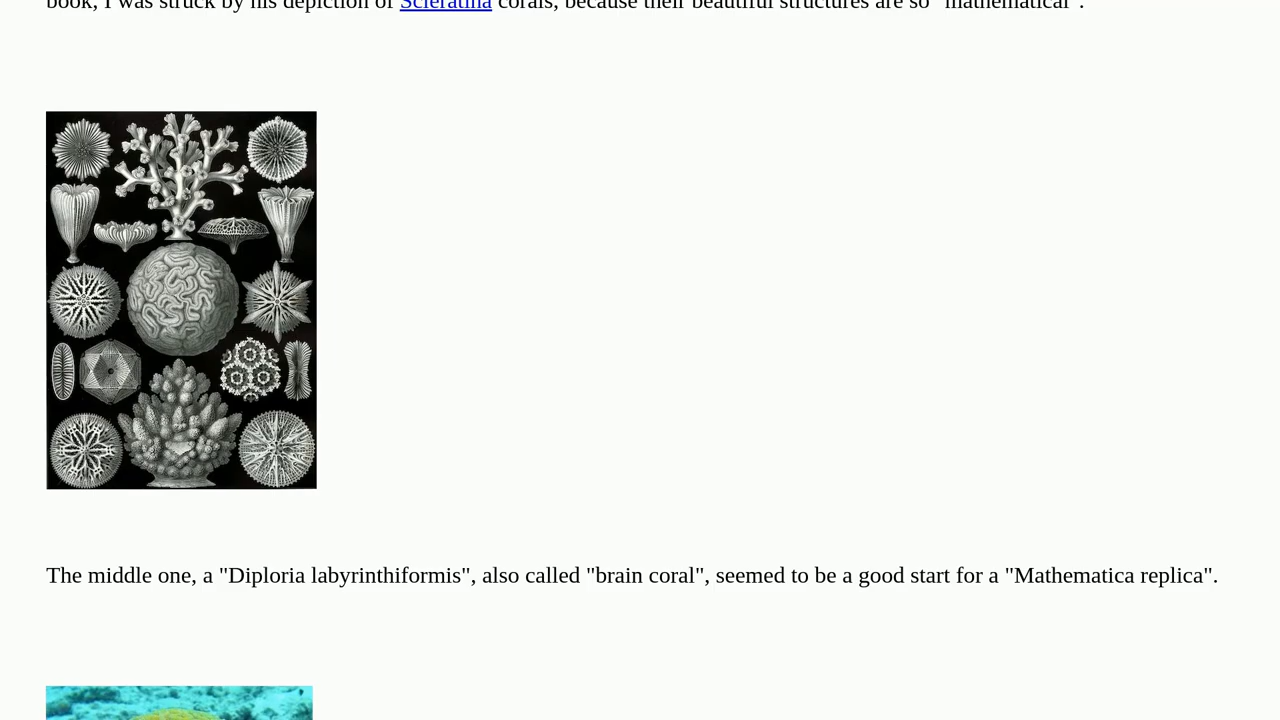 book, I was struck by his depiction of Scleratina corals, because their beautiful structures are so "mathematical".
The middle one, a "Diploria labyrinthiformis", also called "brain coral", seemed to be a good start for a "Mathematica replica".